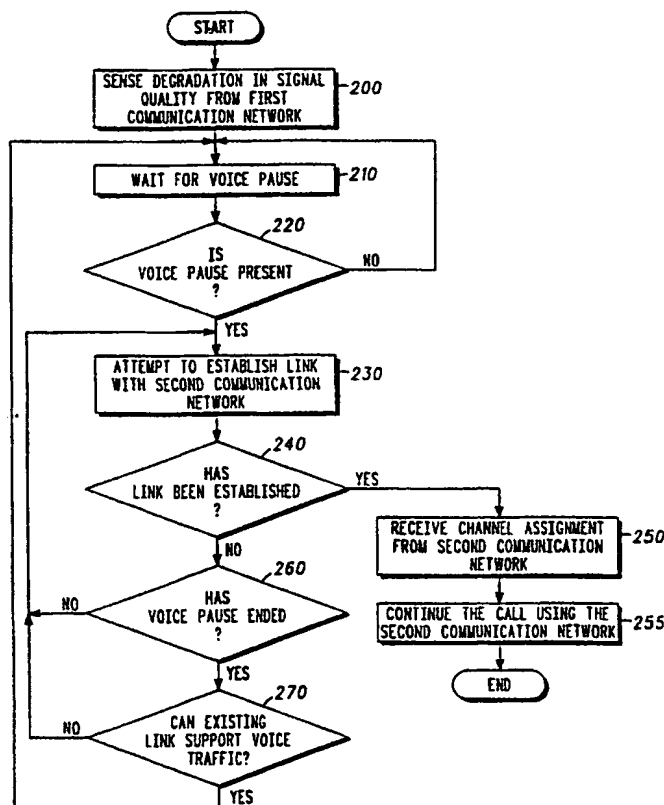 START
SENSE DEGRADATION IN SIGNAL
QUALITY FROM FIRST
COMMUNICATION NETWORK
200
WAIT FOR VOICE PAUSE
210
220
IS
VOICE PAUSE PRESENT
?
NO
YES
ATTEMPT TO ESTABLISH LINK
WITH SECOND COMMUNICATION
NETWORK
230
240
HAS
LINK BEEN ESTABLISHED
?
YES
NO
RECEIVE CHANNEL ASSIGNMENT
FROM SECOND COMMUNICATION
NETWORK
250
260
HAS
VOICE PAUSE ENDED
?
NO
YES
CONTINUE THE CALL USING THE
SECOND COMMUNICATION NETWORK
255
END
270
CAN EXISTING
LINK SUPPORT VOICE
TRAFFIC?
NO
YES